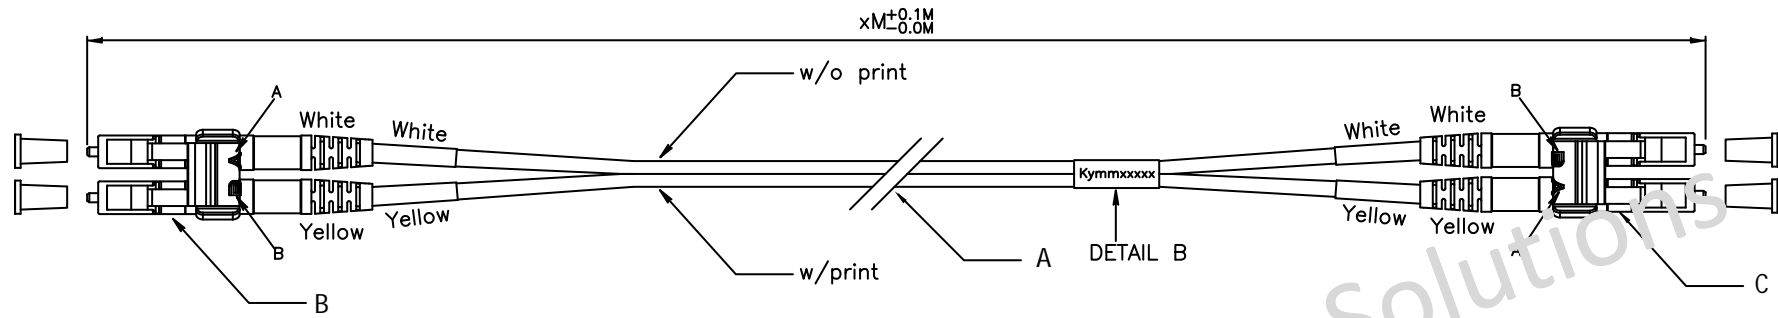 xM+0.1M
-0.0M
w/o print
A
B
White
White
White
White
Kymmxxxxx
Yellow
Yellow
Yellow
Yellow
B
A
w/print
A
DETAIL B
B
C
Solutions